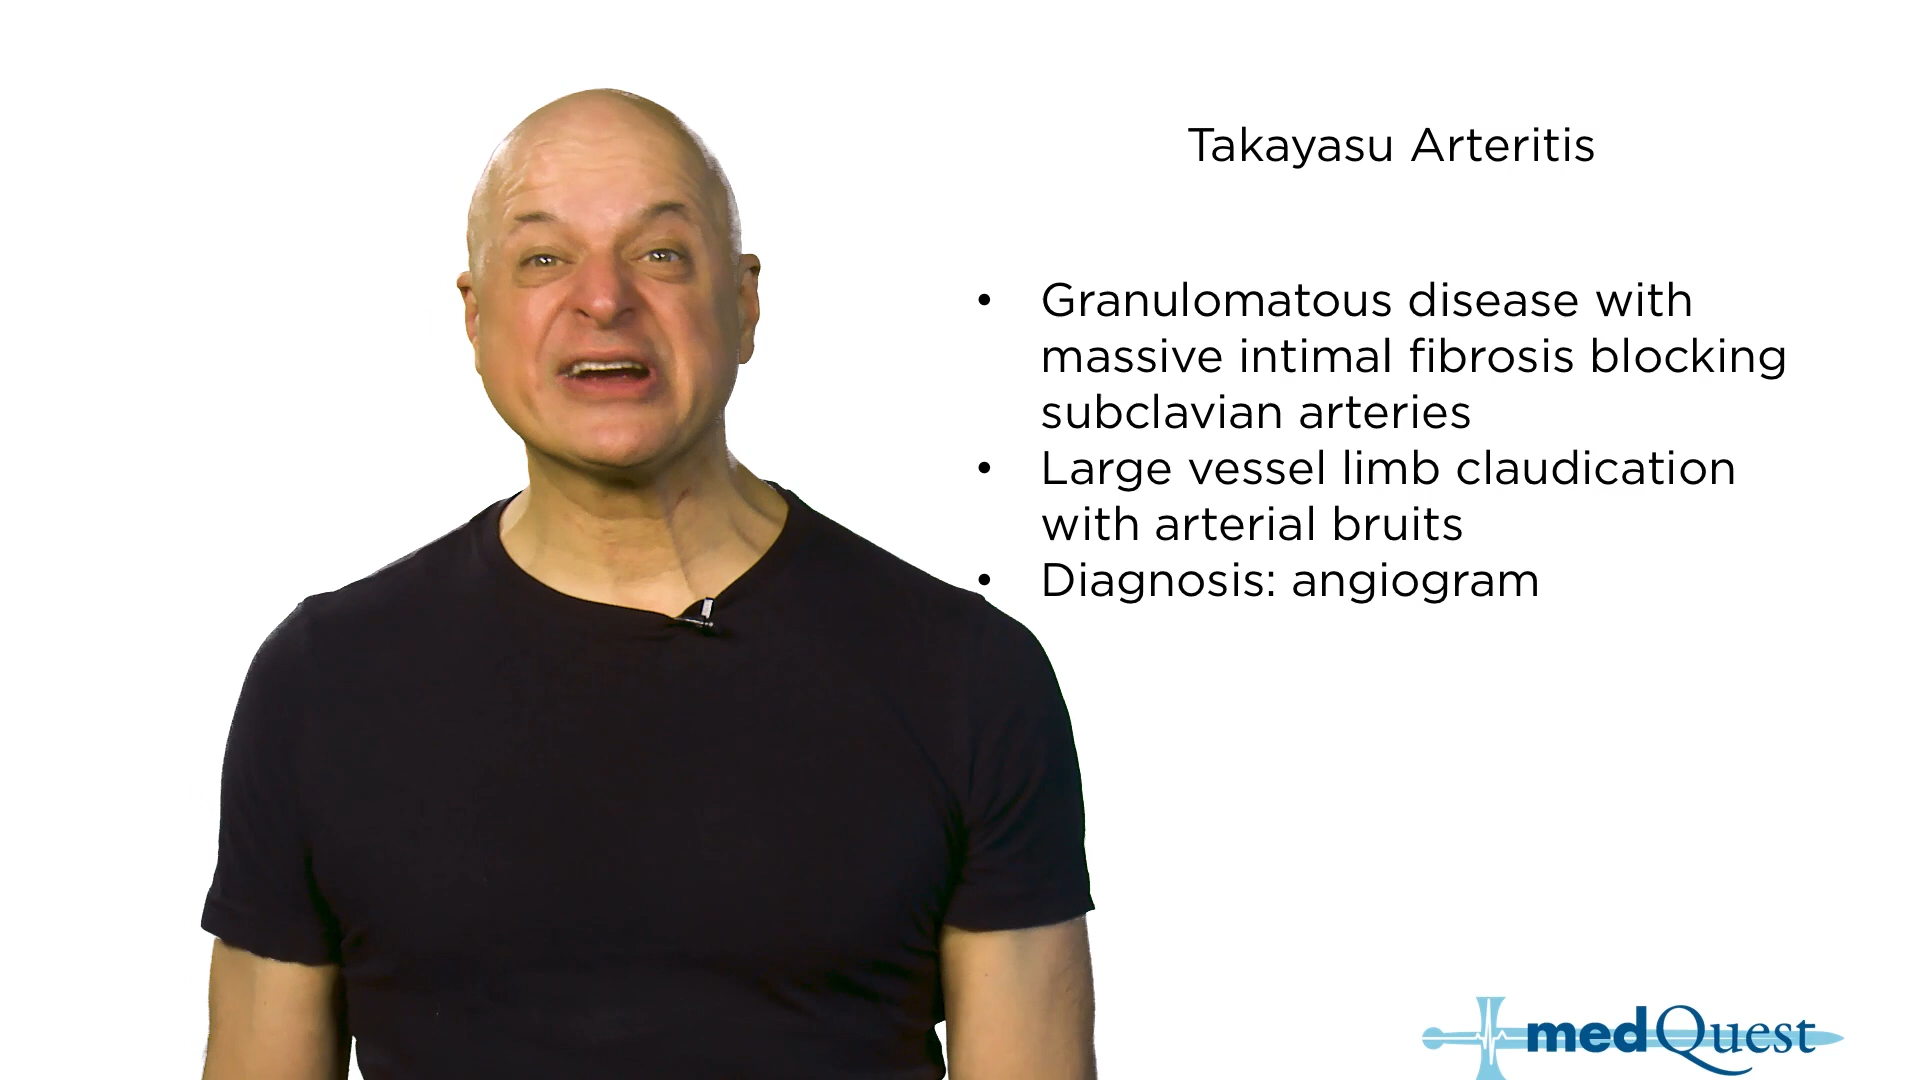 Takayasu Arteritis
• Granulomatous disease with
massive intimal fibrosis blocking
subclavian arteries
• Large vessel limb claudication
with arterial bruits
• Diagnosis: angiogram
medQuest